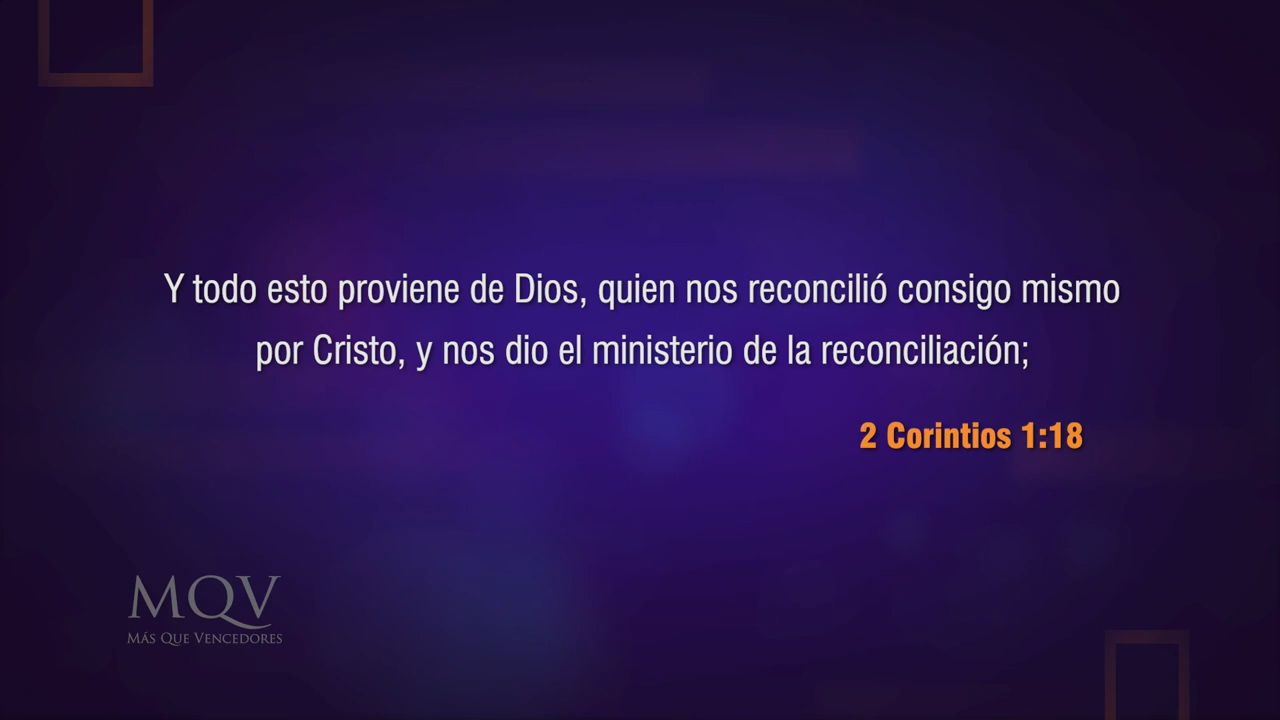 Y todo esto proviene de Dios, quien nos reconcilió consigo mismo
por Cristo, y nos dio el ministerio de la reconciliación;
2 Corintios 1:18
MQV
MÁS QUE VENCEDORES